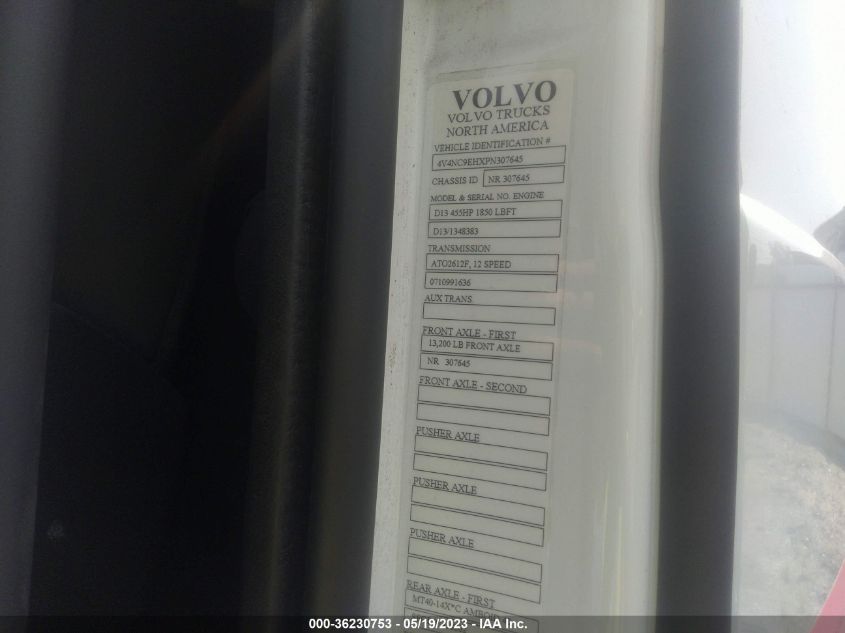 VOLVO
VOLVO TRUCKS
NORTH AMERICA
VEHICLE IDENTIFICATION #
4V4NC9EHXPN307645
CHASSIS ID NR 307645
MODEL & SERIAL NO. ENGINE
D13 455HP 1850 LBFT
D13/1348383
TRANSMISSION
ATO2612F, 12 SPEED
0710991636
AUX TRANS.
FRONT AXLE - FIRST
13,200 LB FRONT AXLE
NR 307645
FRONT AXLE - SECOND
PUSHER AXLE
PUSHER AXLE
PUSHER AXLE
REAR AXLE - FIRST
MT40-14X*C
000-36230753 - 05/19/2023 - IAA Inc.